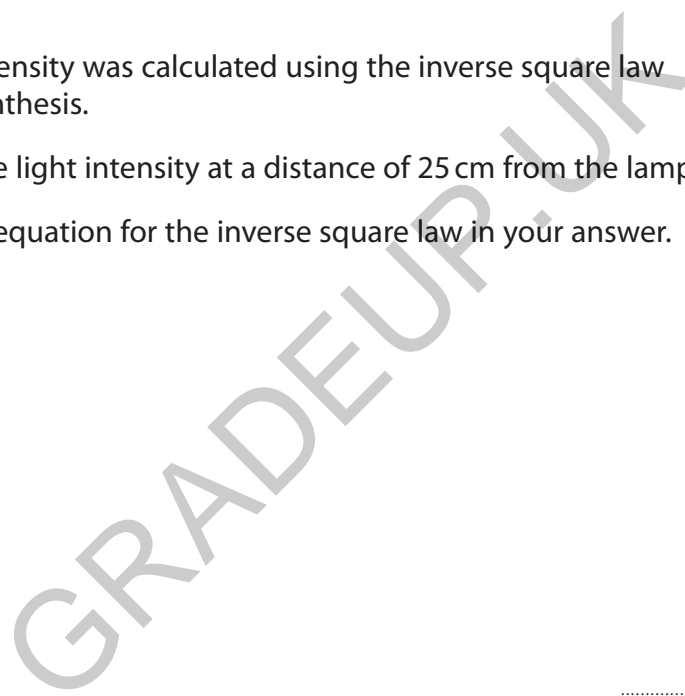 ensity was calculated using the inverse square law
nthesis.
e light intensity at a distance of 25 cm from the lamp
equation for the inverse square law in your answer.
GRADEUP.UK